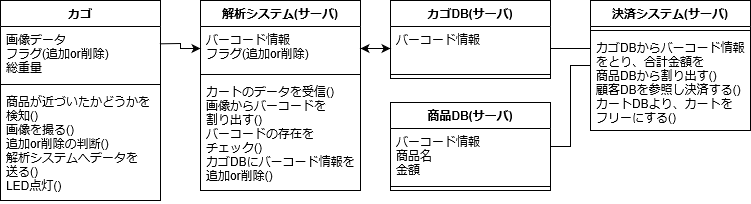 カゴ
画像データ
フラグ(追加or削除)
総重量
商品が近づいたかどうかを
検知()
画像を撮る()
追加or削除の判断()
解析システムへデータを
送る()
LED点灯()
解析システム(サーバ)
バーコード情報
フラグ(追加or削除)
カートのデータを受信()
画像からバーコードを
割り出す()
バーコードの存在を
チェック()
カゴDBにバーコード情報を
追加or削除()
カゴDB(サーバ)
バーコード情報
商品DB(サーバ)
バーコード情報
商品名
金額
決済システム(サーバ)
カゴDBからバーコード情報
をとり、合計金額を
商品DBから割り出す()
顧客DBを参照し決済する()
カートDBより、カートを
フリーにする()